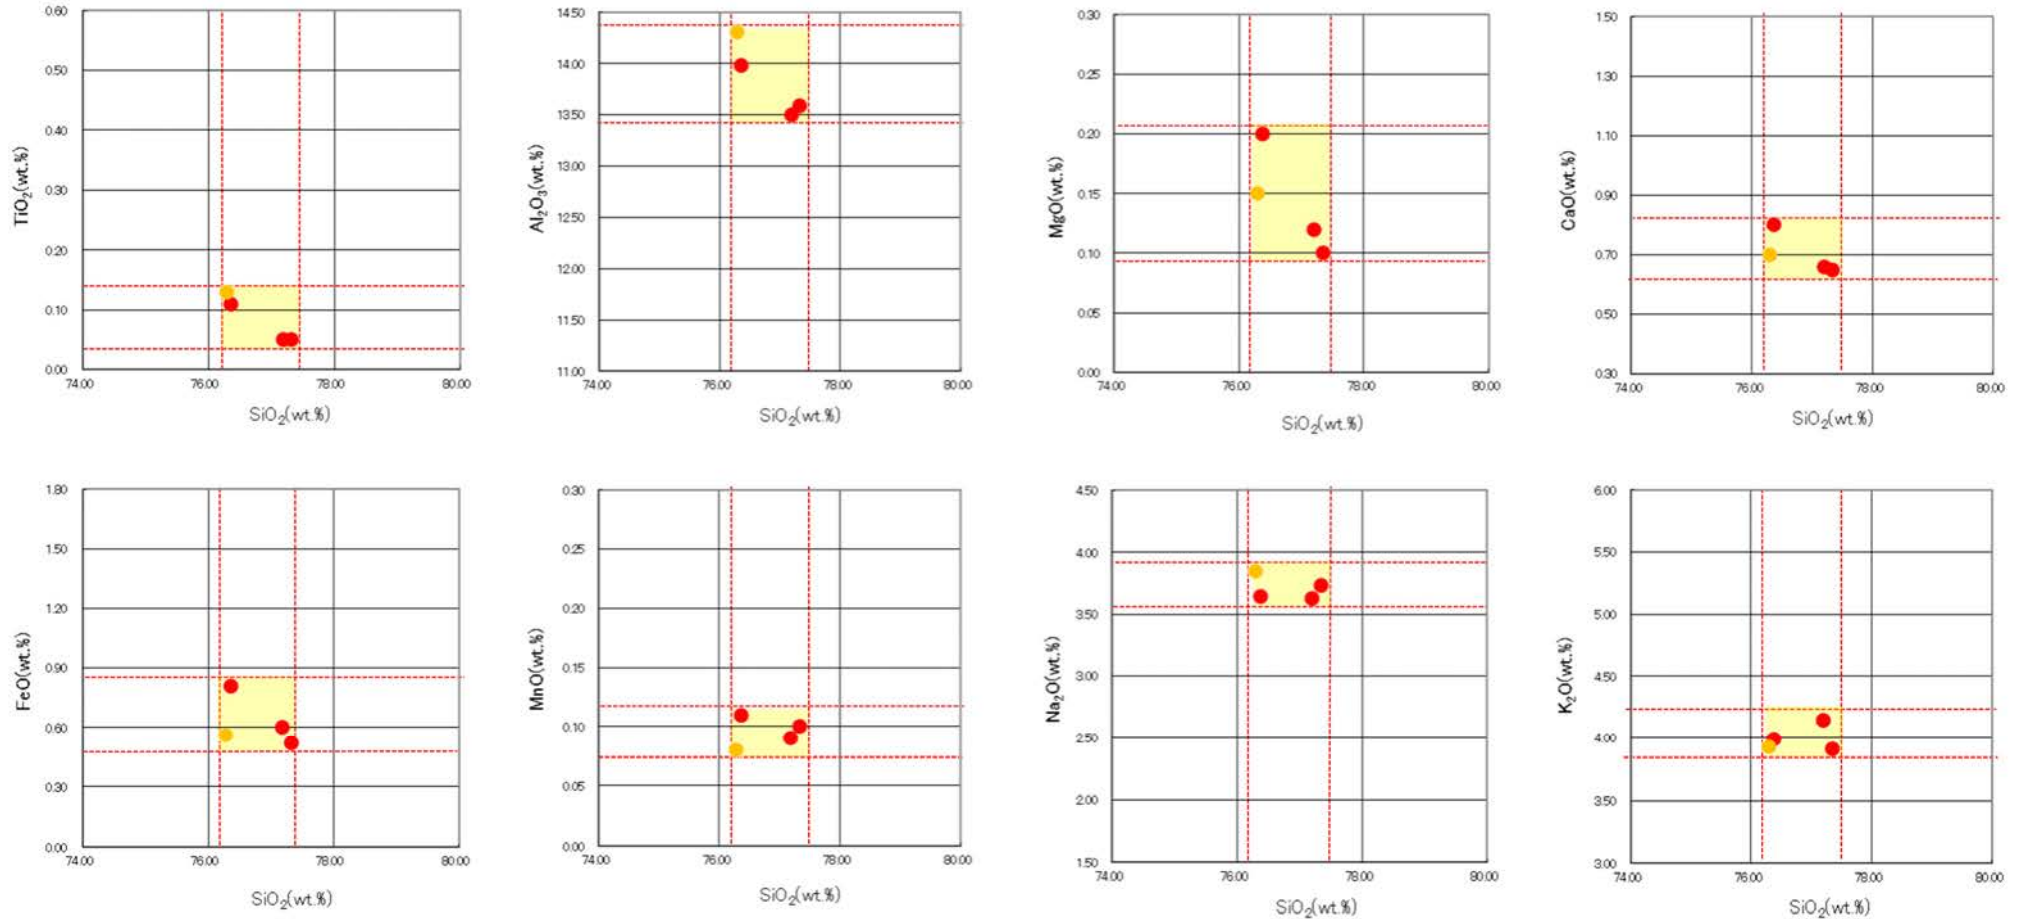 0.60
0.50
0.40
0.30
0.20
0.10
0.00
TiO2(wt.%)
74.00 76.00 78.00 80.00
SiO2(wt.%)
14.50
14.00
13.50
13.00
12.50
12.00
11.50
11.00
Al2O3(wt.%)
74.00 76.00 78.00 80.00
SiO2(wt.%)
0.30
0.25
0.20
0.15
0.10
0.05
0.00
MgO(wt.%)
74.00 76.00 78.00 80.00
SiO2(wt.%)
1.50
1.30
1.10
0.90
0.70
0.50
0.30
CaO(wt.%)
74.00 76.00 78.00 80.00
SiO2(wt.%)
1.80
1.50
1.20
0.90
0.60
0.30
0.00
FeO(wt.%)
74.00 76.00 78.00 80.00
SiO2(wt.%)
0.30
0.25
0.20
0.15
0.10
0.05
0.00
MnO(wt.%)
74.00 76.00 78.00 80.00
SiO2(wt.%)
4.50
4.00
3.50
3.00
2.50
2.00
1.50
Na2O(wt.%)
74.00 76.00 78.00 80.00
SiO2(wt.%)
6.00
5.50
5.00
4.50
4.00
3.50
3.00
K2O(wt.%)
74.00 76.00 78.00 80.00
SiO2(wt.%)